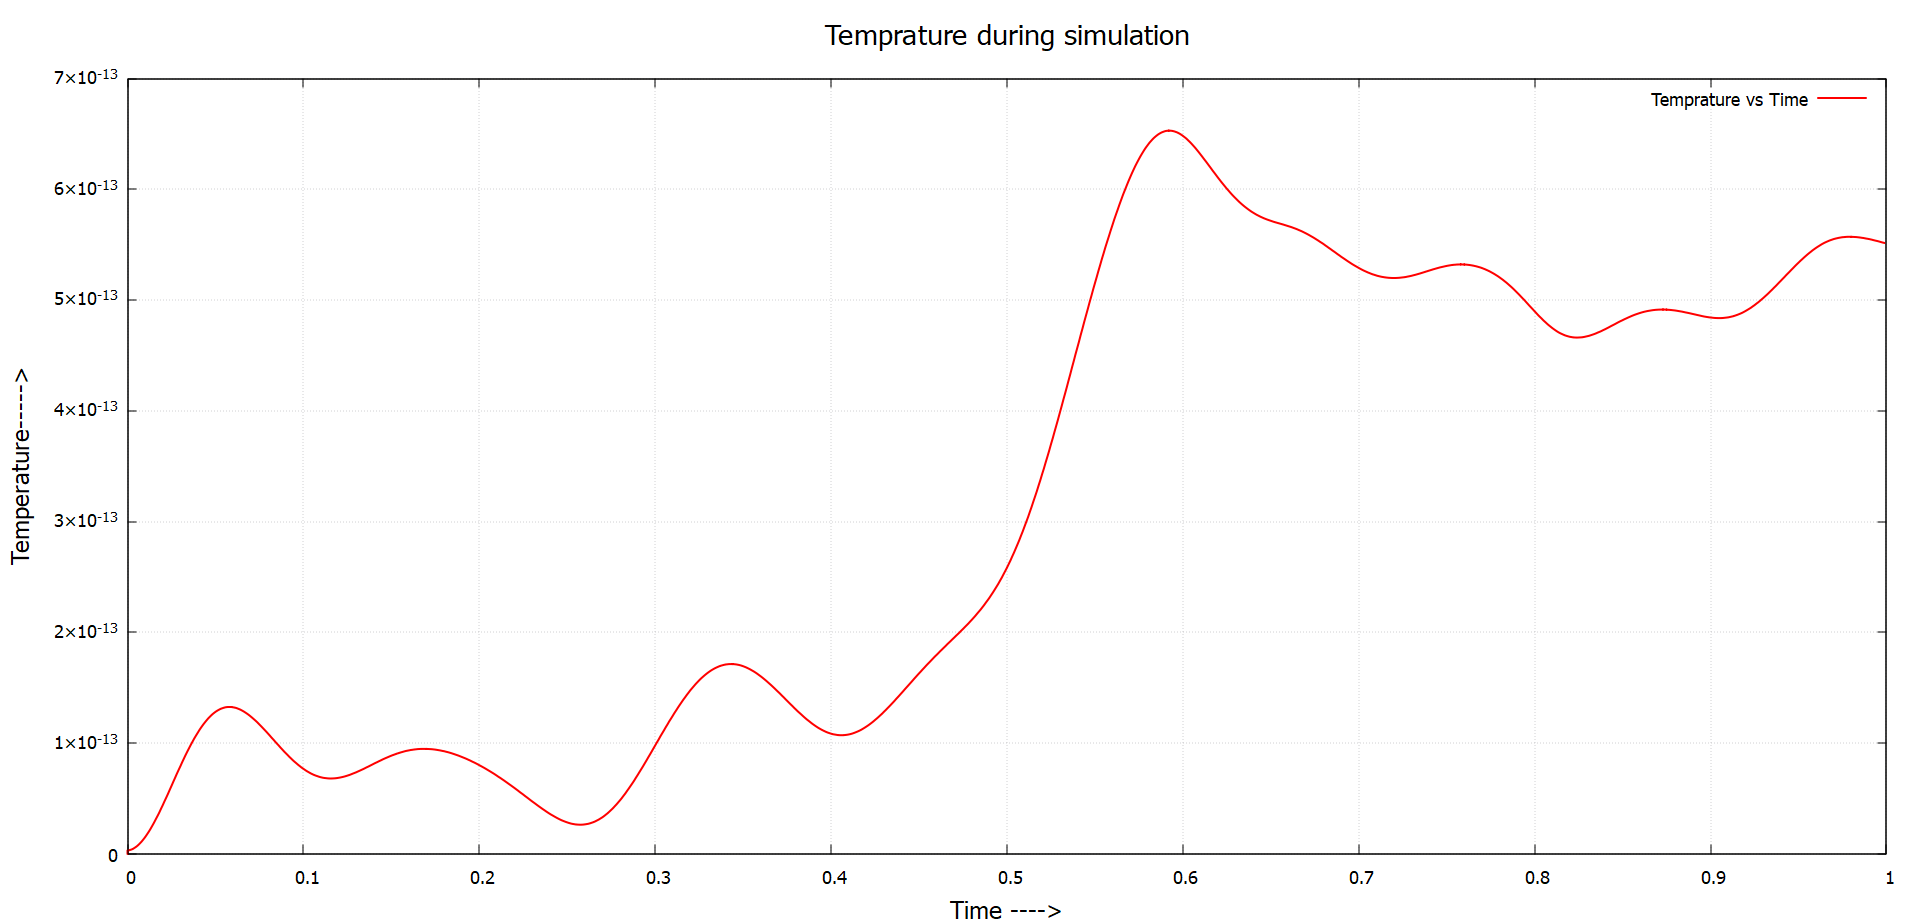 Temprature during simulation
Temprature vs Time
7×10-13
6×10-13
5×10-13
4×10-13
3×10-13
2×10-13
1×10-13
0
Temperature----->
0 0.1 0.2 0.3 0.4 0.5 0.6 0.7 0.8 0.9 1
Time ---->